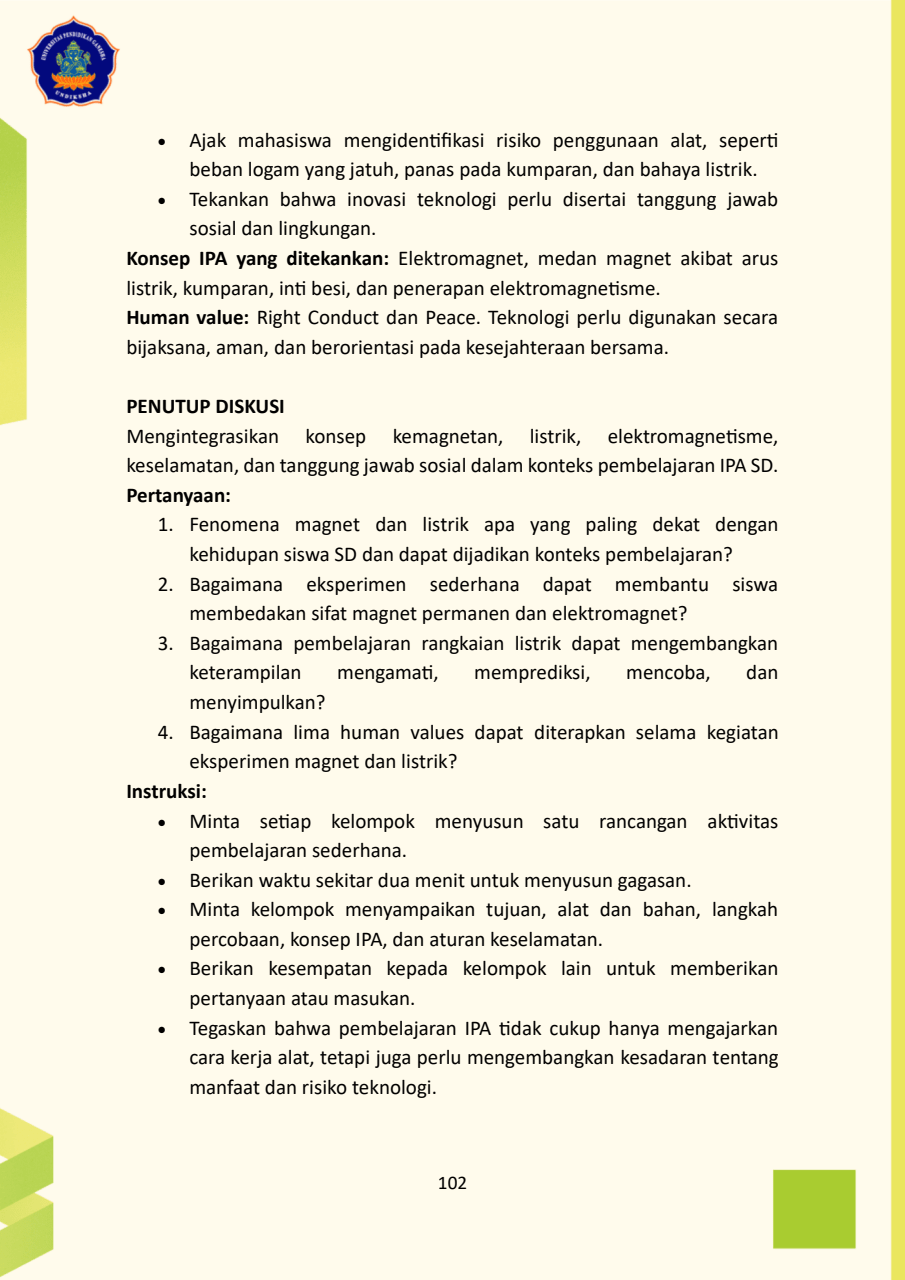 UNIVERSITAS PENDIDIKAN GANESHA
UNDIKSHA
• Ajak mahasiswa mengidentifikasi risiko penggunaan alat, seperti
beban logam yang jatuh, panas pada kumparan, dan bahaya listrik.
• Tekankan bahwa inovasi teknologi perlu disertai tanggung jawab
sosial dan lingkungan.
Konsep IPA yang ditekankan: Elektromagnet, medan magnet akibat arus
listrik, kumparan, inti besi, dan penerapan elektromagnetisme.
Human value: Right Conduct dan Peace. Teknologi perlu digunakan secara
bijaksana, aman, dan berorientasi pada kesejahteraan bersama.
PENUTUP DISKUSI
Mengintegrasikan konsep kemagnetan, listrik, elektromagnetisme,
keselamatan, dan tanggung jawab sosial dalam konteks pembelajaran IPA SD.
Pertanyaan:
1. Fenomena magnet dan listrik apa yang paling dekat dengan
kehidupan siswa SD dan dapat dijadikan konteks pembelajaran?
2. Bagaimana eksperimen sederhana dapat membantu siswa
membedakan sifat magnet permanen dan elektromagnet?
3. Bagaimana pembelajaran rangkaian listrik dapat mengembangkan
keterampilan mengamati, memprediksi, mencoba, dan
menyimpulkan?
4. Bagaimana lima human values dapat diterapkan selama kegiatan
eksperimen magnet dan listrik?
Instruksi:
• Minta setiap kelompok menyusun satu rancangan aktivitas
pembelajaran sederhana.
• Berikan waktu sekitar dua menit untuk menyusun gagasan.
• Minta kelompok menyampaikan tujuan, alat dan bahan, langkah
percobaan, konsep IPA, dan aturan keselamatan.
• Berikan kesempatan kepada kelompok lain untuk memberikan
pertanyaan atau masukan.
• Tegaskan bahwa pembelajaran IPA tidak cukup hanya mengajarkan
cara kerja alat, tetapi juga perlu mengembangkan kesadaran tentang
manfaat dan risiko teknologi.
102